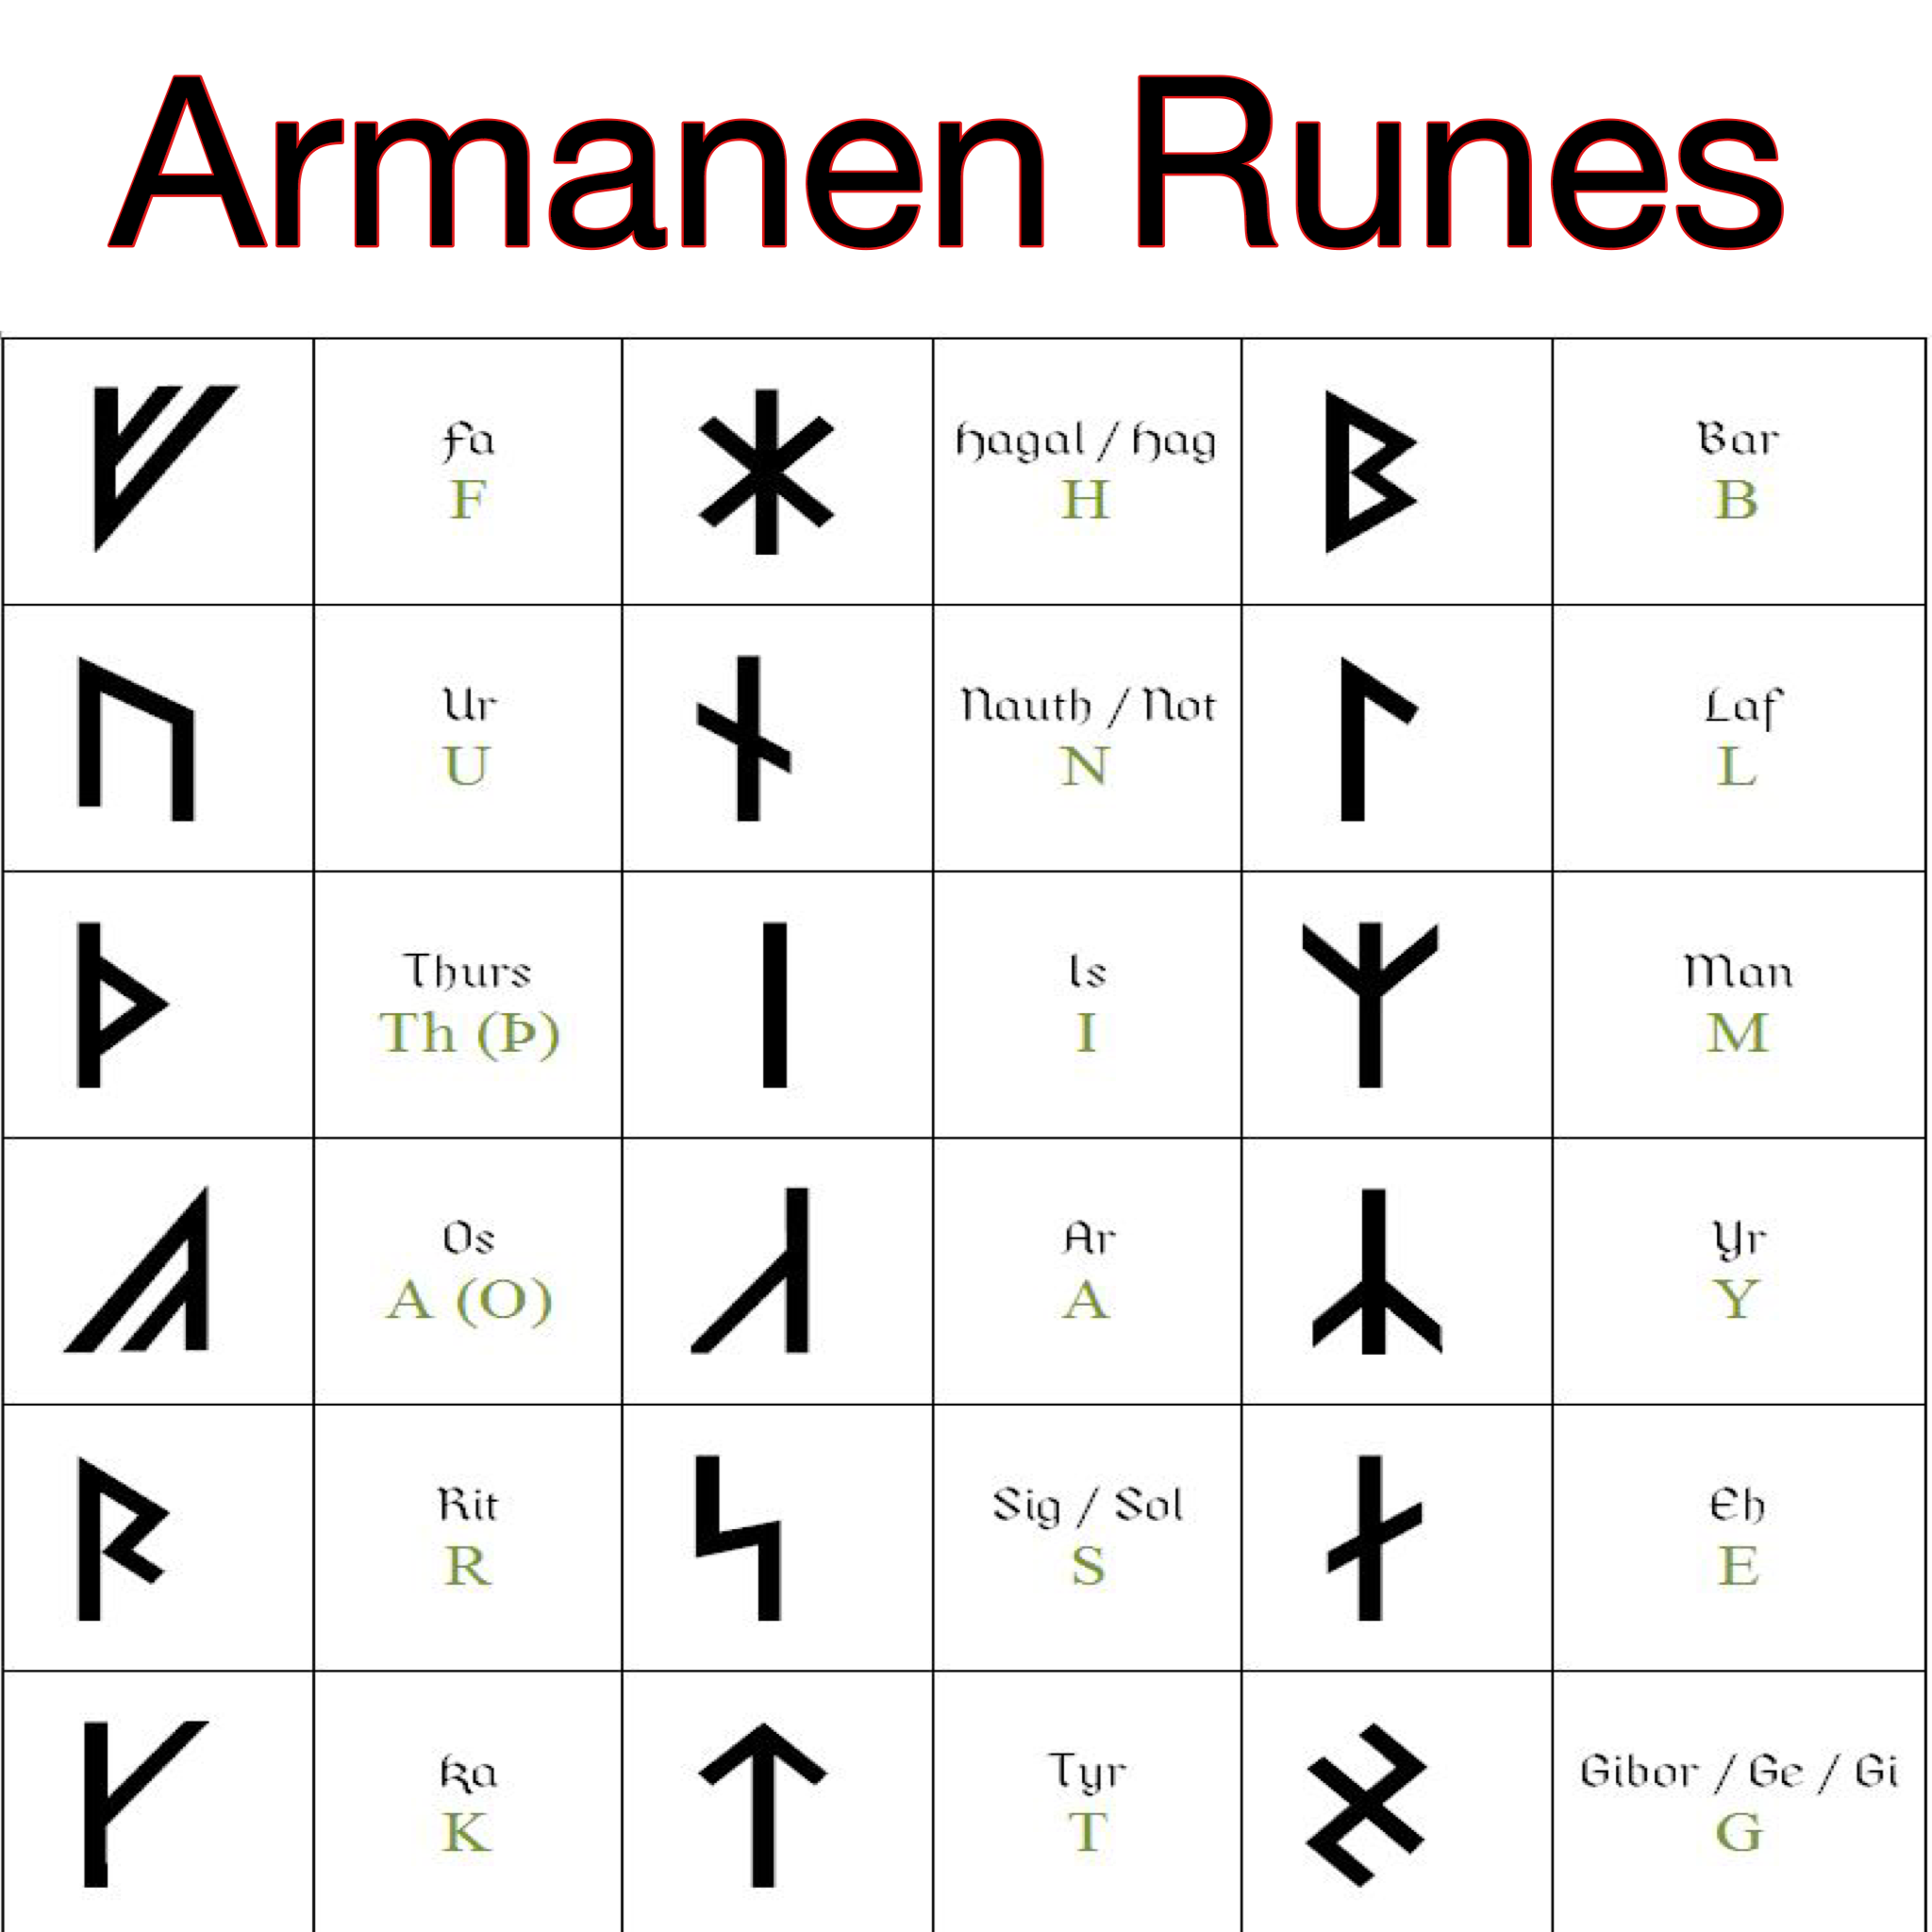 Armanen Runes
ᚠ Fa ᚼ Hagal / Hag ᛒ Bar
F H B
ᚢ Ur ᚾ Nauth / Not ᛚ Laf
U N L
ᚦ Thurs ᛁ Is ᛉ Man
Th (Þ) I M
Os Ar ᛦ Yr
A (O) A Y
ᚱ Rit ᛋ Sig / Sol ᛅ Eh
R S E
ᚴ Ka ᛏ Tyr Gibor / Ge / Gi
K T G